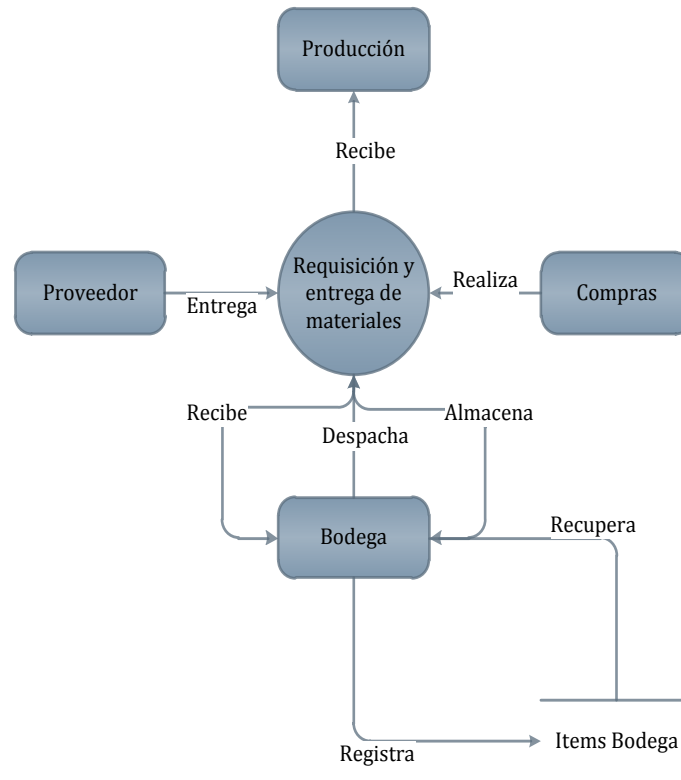 Producción
Recibe
Proveedor
Entrega
Requisición y
entrega de
materiales
Realiza
Compras
Recibe
Despacha
Almacena
Bodega
Recupera
Registra
Items Bodega